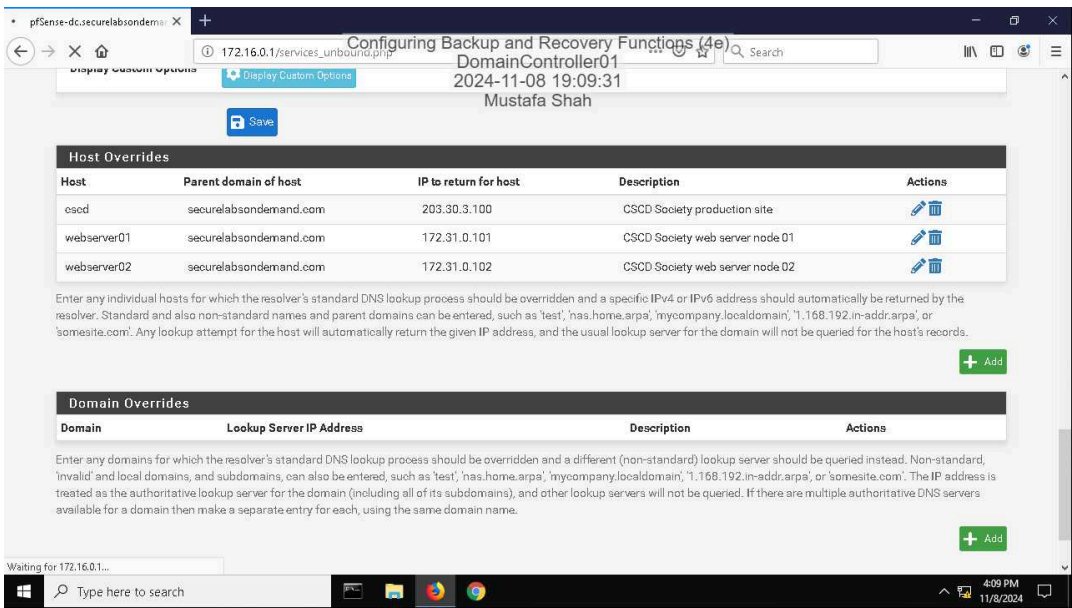 pfSense-dc.securelabsondemar
172.16.0.1/services_unbound.php
Search
Configuring Backup and Recovery Functions (4e)
DomainController01
2024-11-08 19:09:31
Mustafa Shah
Display Custom Options
Display Custom Options
Save
Host Overrides
Host Parent domain of host IP to return for host Description Actions
cscd securelabsondemand.com 203.30.3.100 CSCD Society production site
webserver01 securelabsondemand.com 172.31.0.101 CSCD Society web server node 01
webserver02 securelabsondemand.com 172.31.0.102 CSCD Society web server node 02
Enter any individual hosts for which the resolver's standard DNS lookup process should be overridden and a specific IPv4 or IPv6 address should automatically be returned by the
resolver. Standard and also non-standard names and parent domains can be entered, such as 'test', 'nas.home.arpa', 'mycompany.localdomain', '1.168.192.in-addr.arpa', or
'somesite.com'. Any lookup attempt for the host will automatically return the given IP address, and the usual lookup server for the domain will not be queried for the host's records.
Add
Domain Overrides
Domain Lookup Server IP Address Description Actions
Enter any domains for which the resolver's standard DNS lookup process should be overridden and a different (non-standard) lookup server should be queried instead. Non-standard,
'invalid' and local domains, and subdomains, can also be entered, such as 'test', 'nas.home.arpa', 'mycompany.localdomain', '1.168.192.in-addr.arpa', or 'somesite.com'. The IP address is
treated as the authoritative lookup server for the domain (including all of its subdomains), and other lookup servers will not be queried. If there are multiple authoritative DNS servers
available for a domain then make a separate entry for each, using the same domain name.
Add
Waiting for 172.16.0.1...
Type here to search
4:09 PM
11/8/2024